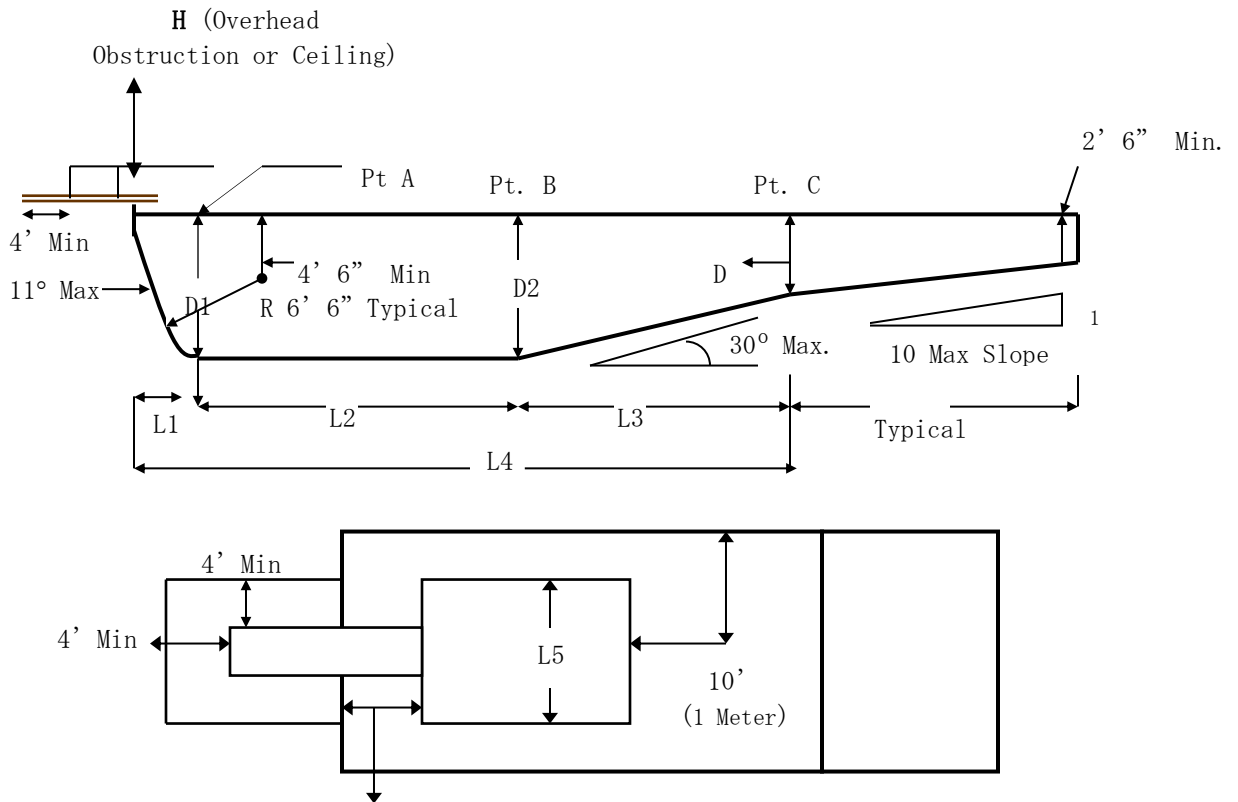 H (Overhead
Obstruction or Ceiling)
2’ 6” Min.
Pt A
Pt. B
Pt. C
4’ Min
4’ 6” Min
D1
D2
D
11° Max
R 6’ 6” Typical
1
30° Max.
10 Max Slope
L1
L2
L3
Typical
L4
4’ Min
4’ Min
L5
10’
(1 Meter)